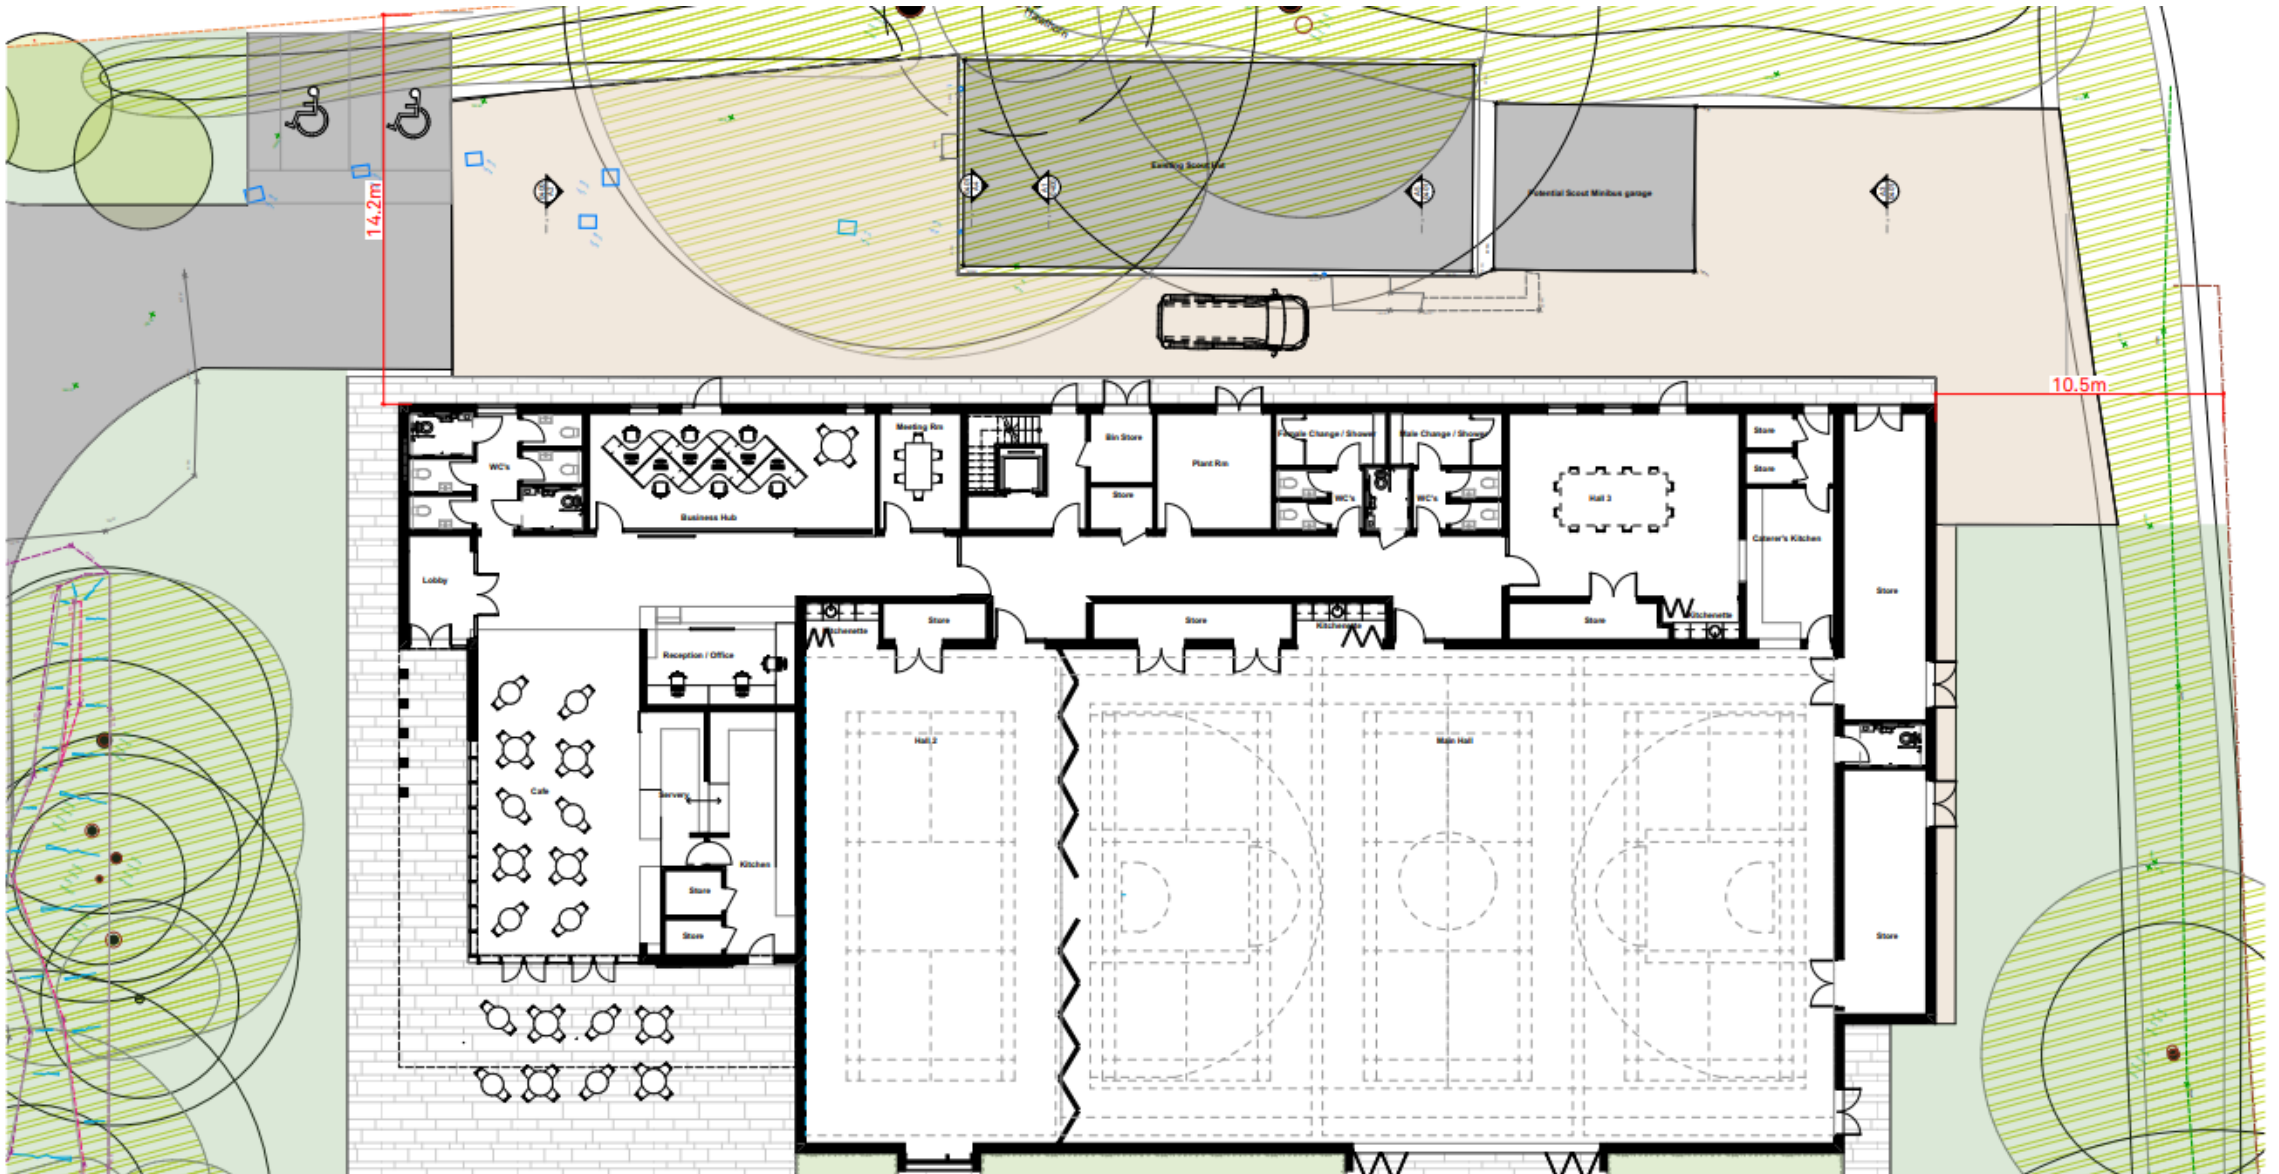 Hawthorn
14.2m
Existing Scout Hut
Potential Scout Minibus garage
10.5m
WC's
Business Hub
Meeting Rm
Bin Store
Store
Plant Rm
Female Change / Shower
Male Change / Shower
WC's
WC's
Hall 3
Store
Store
Caterer's Kitchen
Store
Lobby
Kitchenette
Store
Store
Kitchenette
Store
Kitchenette
Reception / Office
Hall 2
Main Hall
Cafe
Servery
Kitchen
Store
Store
Store